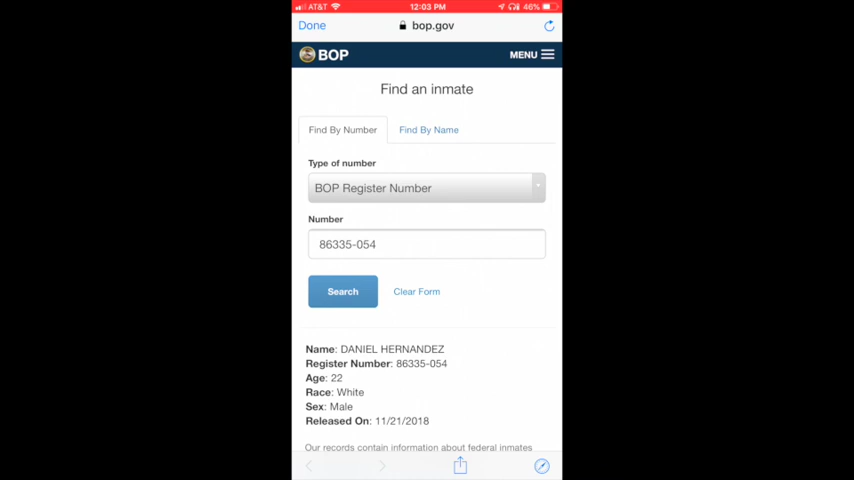 AT&T 12:03 PM 46%
Done bop.gov
BOP MENU
Find an inmate
Find By Number Find By Name
Type of number
BOP Register Number
Number
86335-054
Search Clear Form
Name: DANIEL HERNANDEZ
Register Number: 86335-054
Age: 22
Race: White
Sex: Male
Released On: 11/21/2018
Our records contain information about federal inmates